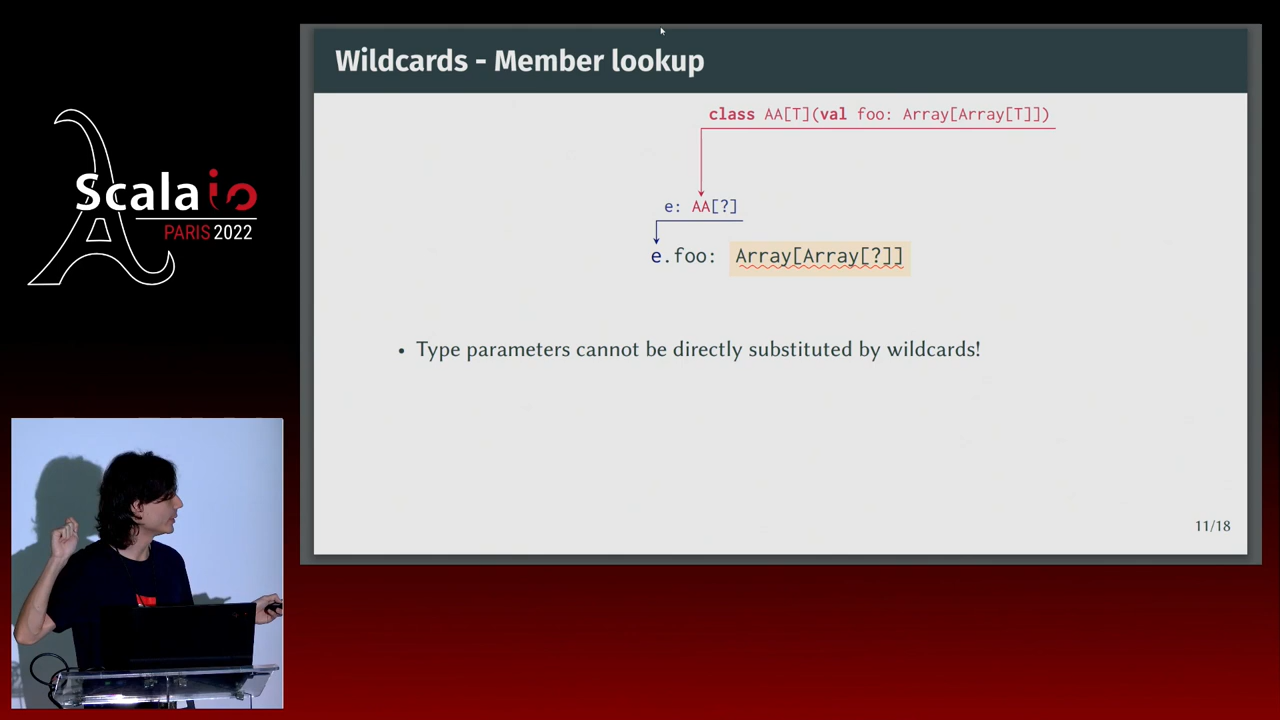 Scala io
PARIS 2022
Wildcards - Member lookup
class AA[T](val foo: Array[Array[T]])
e: AA[?]
e.foo: Array[Array[?]]
• Type parameters cannot be directly substituted by wildcards!
11/18